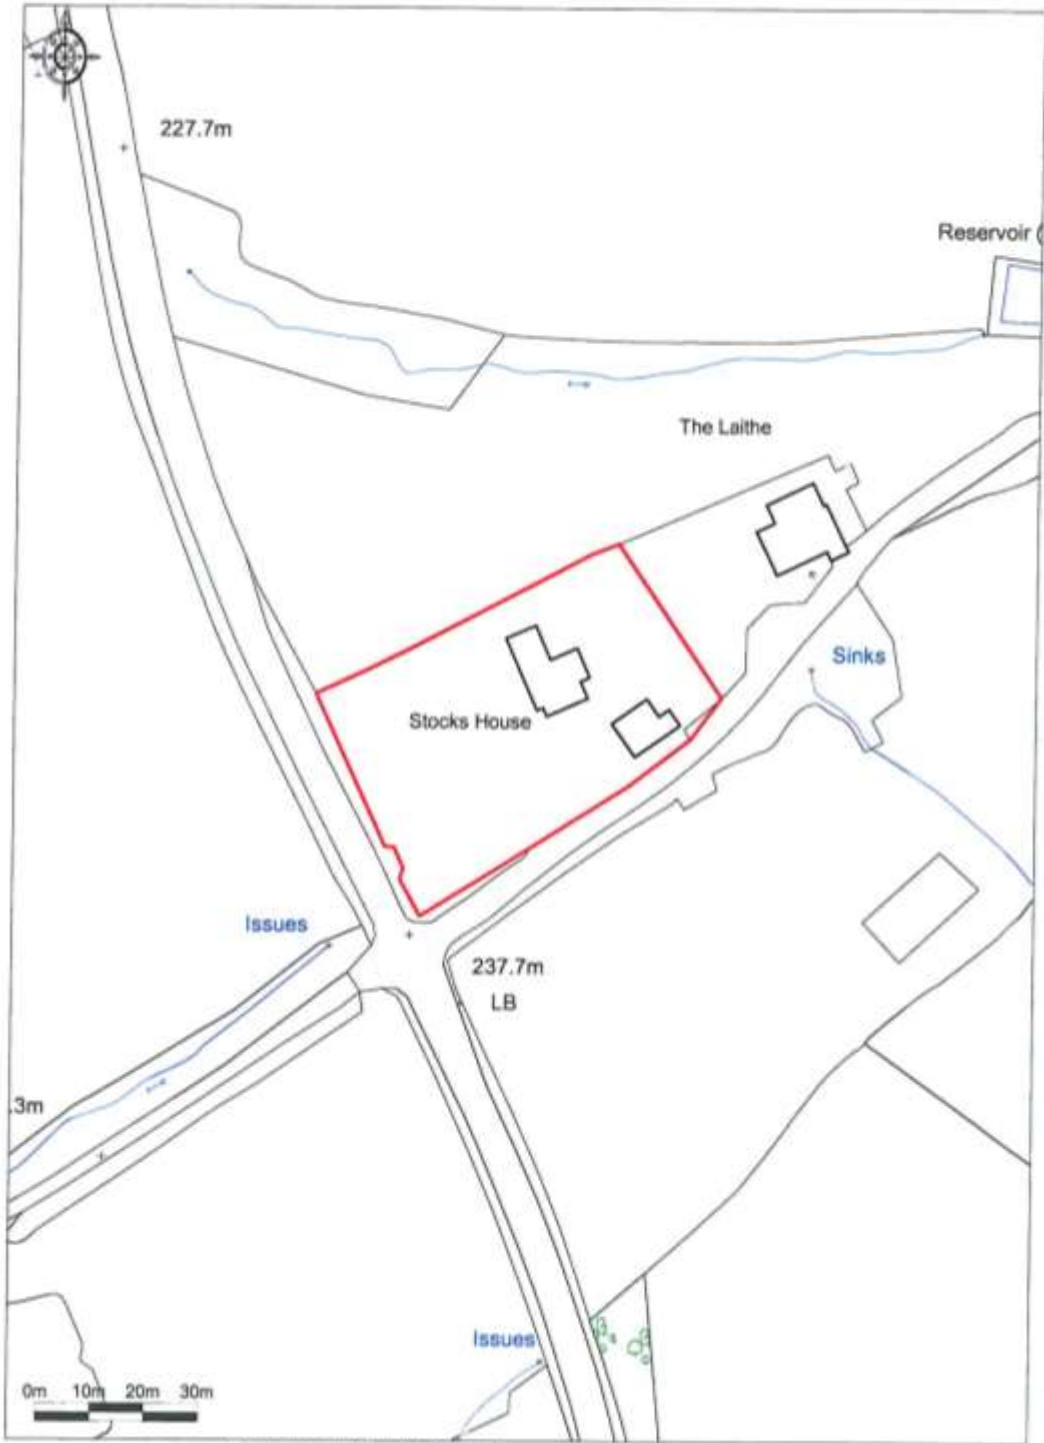 227.7m
Reservoir (
The Laithe
Sinks
Stocks House
Issues
237.7m
LB
.3m
Issues
0m 10m 20m 30m